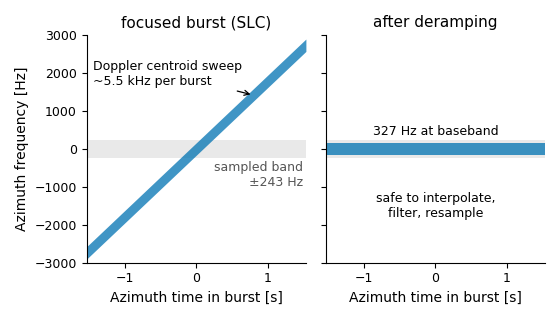 focused burst (SLC)
after deramping
Azimuth frequency [Hz]
3000
2000
1000
0
−1000
−2000
−3000
Doppler centroid sweep
~5.5 kHz per burst
sampled band
±243 Hz
327 Hz at baseband
safe to interpolate,
filter, resample
−1
0
1
−1
0
1
Azimuth time in burst [s]
Azimuth time in burst [s]